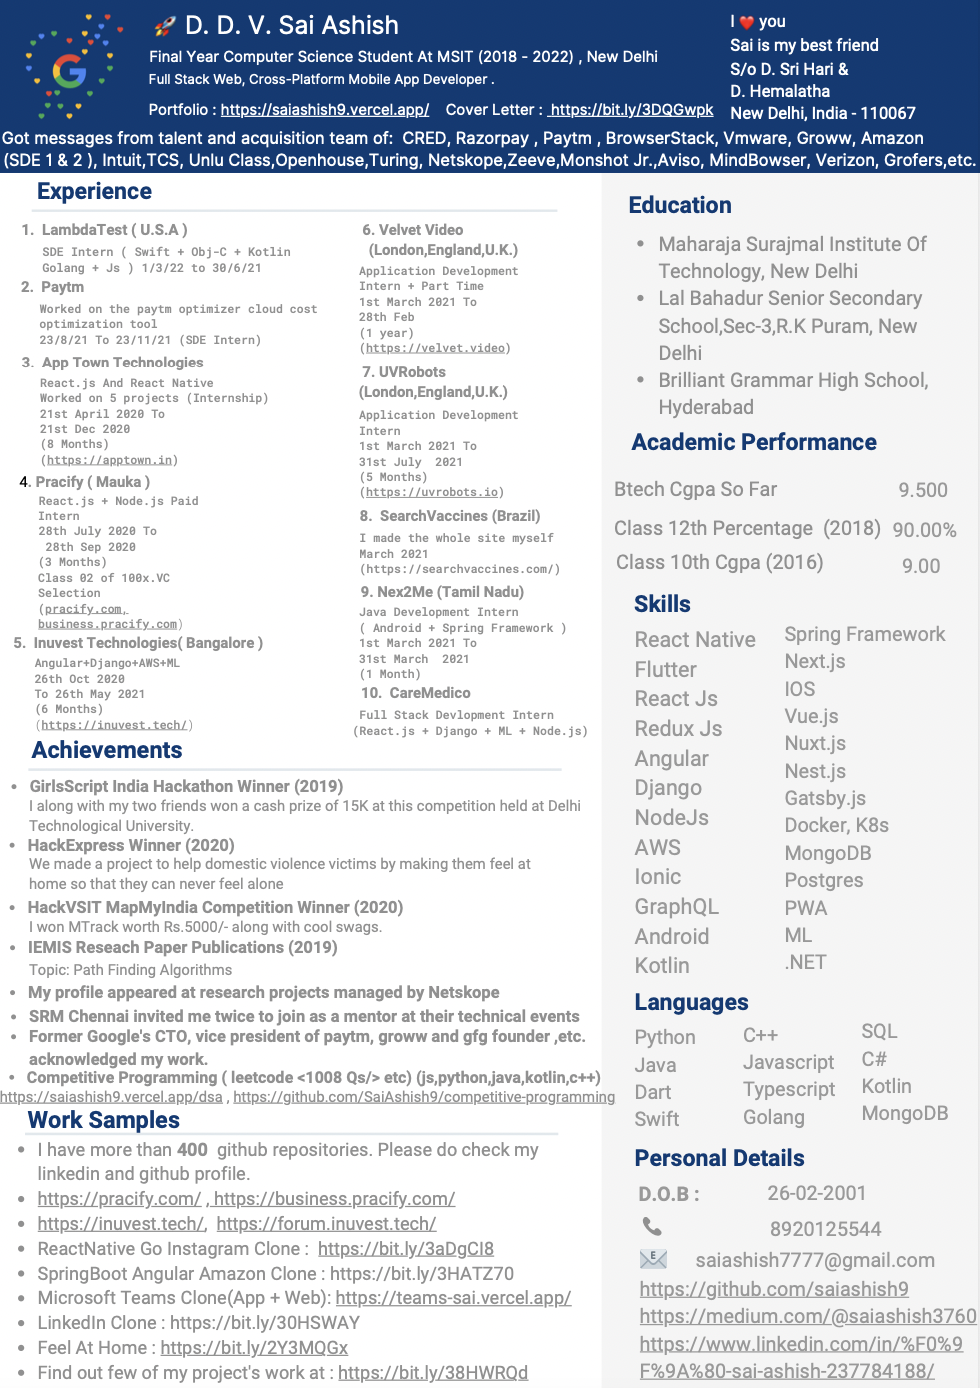 🚀 D. D. V. Sai Ashish
Final Year Computer Science Student At MSIT (2018 - 2022) , New Delhi
Full Stack Web, Cross-Platform Mobile App Developer .
Portfolio : https://saiashish9.vercel.app/ Cover Letter : https://bit.ly/3DQGwpk
I ❤️ you
Sai is my best friend
S/o D. Sri Hari &
D. Hemalatha
New Delhi, India - 110067
Got messages from talent and acquisition team of: CRED, Razorpay , Paytm , BrowserStack, Vmware, Groww, Amazon
(SDE 1 & 2 ), Intuit,TCS, Unlu Class,Openhouse,Turing, Netskope,Zeeve,Monshot Jr.,Aviso, MindBowser, Verizon, Grofers,etc.
Experience
1. LambdaTest ( U.S.A )
SDE Intern ( Swift + Obj-C + Kotlin
Golang + Js ) 1/3/22 to 30/6/21
2. Paytm
Worked on the paytm optimizer cloud cost
optimization tool
23/8/21 To 23/11/21 (SDE Intern)
3. App Town Technologies
React.js And React Native
Worked on 5 projects (Internship)
21st April 2020 To
21st Dec 2020
(8 Months)
(https://apptown.in)
4. Pracify ( Mauka )
React.js + Node.js Paid
Intern
28th July 2020 To
28th Sep 2020
(3 Months)
Class 02 of 100x.VC
Selection
(pracify.com,
business.pracify.com)
5. Inuvest Technologies( Bangalore )
Angular+Django+AWS+ML
26th Oct 2020
To 26th May 2021
(6 Months)
(https://inuvest.tech/)
6. Velvet Video
(London,England,U.K.)
Application Development
Intern + Part Time
1st March 2021 To
28th Feb
(1 year)
(https://velvet.video)
7. UVRobots
(London,England,U.K.)
Application Development
Intern
1st March 2021 To
31st July 2021
(5 Months)
(https://uvrobots.io)
8. SearchVaccines (Brazil)
I made the whole site myself
March 2021
(https://searchvaccines.com/)
9. Nex2Me (Tamil Nadu)
Java Development Intern
( Android + Spring Framework )
1st March 2021 To
31st March 2021
(1 Month)
10. CareMedico
Full Stack Devlopment Intern
(React.js + Django + ML + Node.js)
Achievements
• GirlsScript India Hackathon Winner (2019)
I along with my two friends won a cash prize of 15K at this competition held at Delhi
Technological University.
• HackExpress Winner (2020)
We made a project to help domestic violence victims by making them feel at
home so that they can never feel alone
• HackVSIT MapMyIndia Competition Winner (2020)
I won MTrack worth Rs.5000/- along with cool swags.
• IEMIS Reseach Paper Publications (2019)
Topic: Path Finding Algorithms
• My profile appeared at research projects managed by Netskope
• SRM Chennai invited me twice to join as a mentor at their technical events
• Former Google's CTO, vice president of paytm, groww and gfg founder ,etc.
acknowledged my work.
• Competitive Programming ( leetcode <1008 Qs/> etc) (js,python,java,kotlin,c++)
https://saiashish9.vercel.app/dsa , https://github.com/SaiAshish9/competitive-programming
Work Samples
• I have more than 400 github repositories. Please do check my
linkedin and github profile.
• https://pracify.com/ , https://business.pracify.com/
• https://inuvest.tech/, https://forum.inuvest.tech/
• ReactNative Go Instagram Clone : https://bit.ly/3aDgCI8
• SpringBoot Angular Amazon Clone : https://bit.ly/3HATZ70
• Microsoft Teams Clone(App + Web): https://teams-sai.vercel.app/
• LinkedIn Clone : https://bit.ly/30HSWAY
• Feel At Home : https://bit.ly/2Y3MQGx
• Find out few of my project's work at : https://bit.ly/38HWRQd
Education
• Maharaja Surajmal Institute Of
Technology, New Delhi
• Lal Bahadur Senior Secondary
School,Sec-3,R.K Puram, New
Delhi
• Brilliant Grammar High School,
Hyderabad
Academic Performance
Btech Cgpa So Far 9.500
Class 12th Percentage (2018) 90.00%
Class 10th Cgpa (2016) 9.00
Skills
React Native
Flutter
React Js
Redux Js
Angular
Django
NodeJs
AWS
Ionic
GraphQL
Android
Kotlin
Spring Framework
Next.js
IOS
Vue.js
Nuxt.js
Nest.js
Gatsby.js
Docker, K8s
MongoDB
Postgres
PWA
ML
.NET
Languages
Python
Java
Dart
Swift
C++
Javascript
Typescript
Golang
SQL
C#
Kotlin
MongoDB
Personal Details
D.O.B : 26-02-2001
8920125544
saiashish7777@gmail.com
https://github.com/saiashish9
https://medium.com/@saiashish3760
https://www.linkedin.com/in/%F0%9
F%9A%80-sai-ashish-237784188/